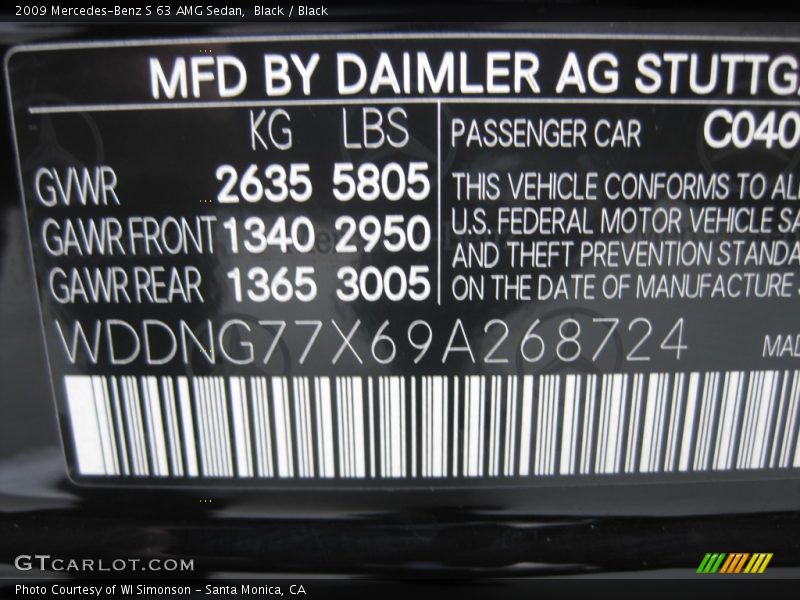 2009 Mercedes-Benz S 63 AMG Sedan, Black / Black
MFD BY DAIMLER AG STUTTG
KG LBS
GVWR 2635 5805
GAWR FRONT 1340 2950
GAWR REAR 1365 3005
PASSENGER CAR C040
THIS VEHICLE CONFORMS TO AL
U.S. FEDERAL MOTOR VEHICLE SA
AND THEFT PREVENTION STANDA
ON THE DATE OF MANUFACTURE
WDDNG77X69A268724 MAD
GTCARLOT.COM
Photo Courtesy of WI Simonson - Santa Monica, CA